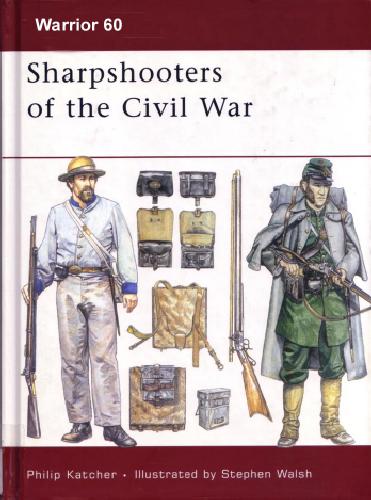 Warrior 60
Sharpshooters
of the Civil War
Philip Katcher · Illustrated by Stephen Walsh